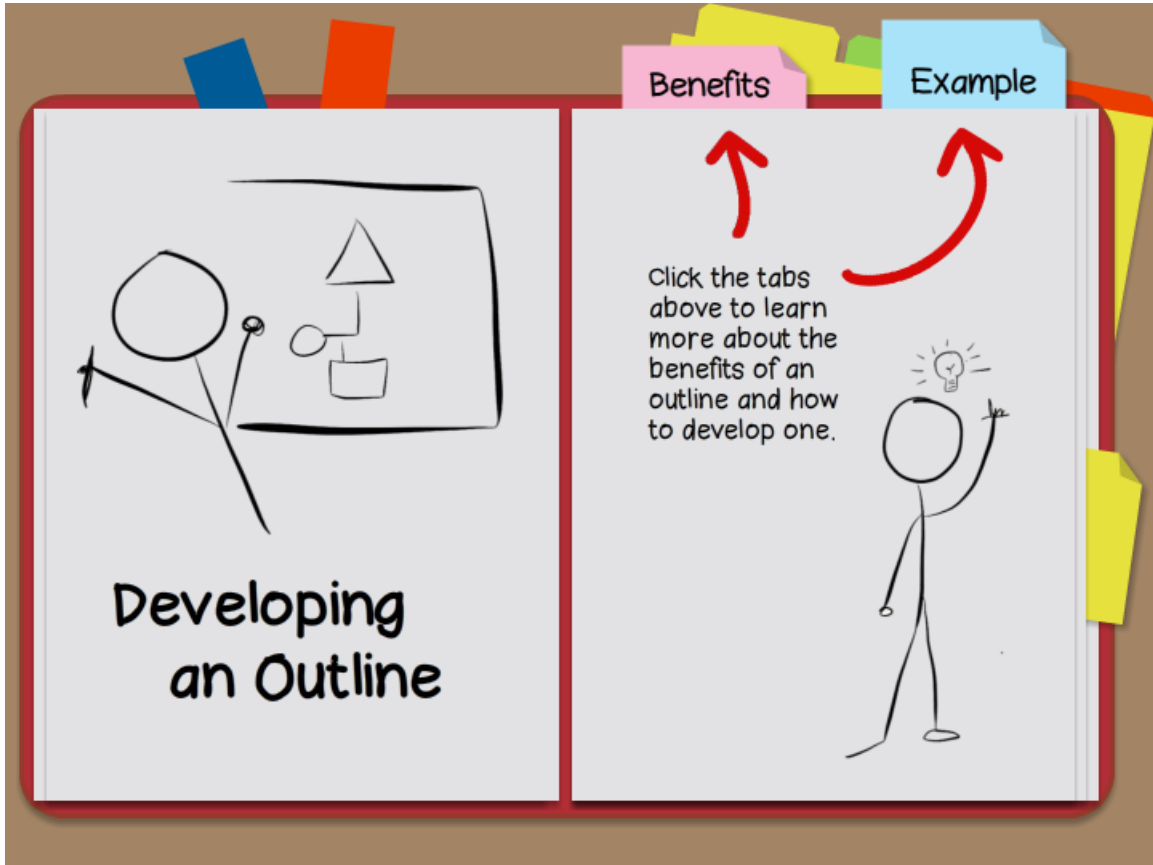 Benefits
Example
Click the tabs
above to learn
more about the
benefits of an
outline and how
to develop one.
Developing
an Outline